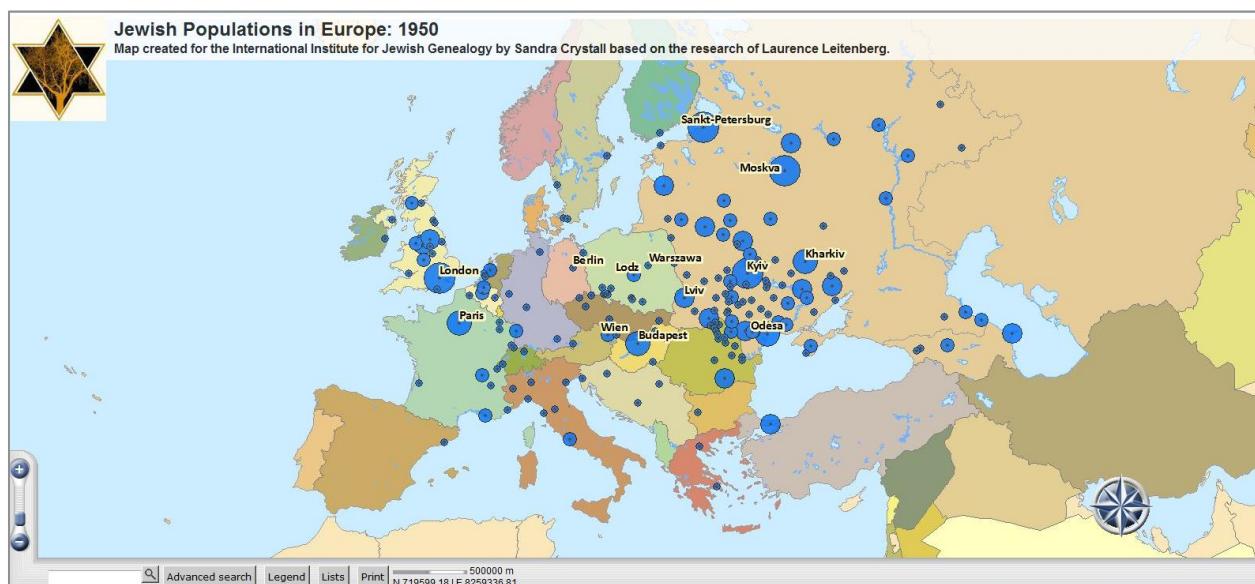 Jewish Populations in Europe: 1950
Map created for the International Institute for Jewish Genealogy by Sandra Crystall based on the research of Laurence Leitenberg.
Sankt-Petersburg
Moskva
London
Berlin
Lodz
Warszawa
Kyiv
Kharkiv
Lviv
Paris
Wien
Budapest
Odesa
Advanced search
Legend
Lists
Print
500000 m
N 719599.18 | E 8259336.81